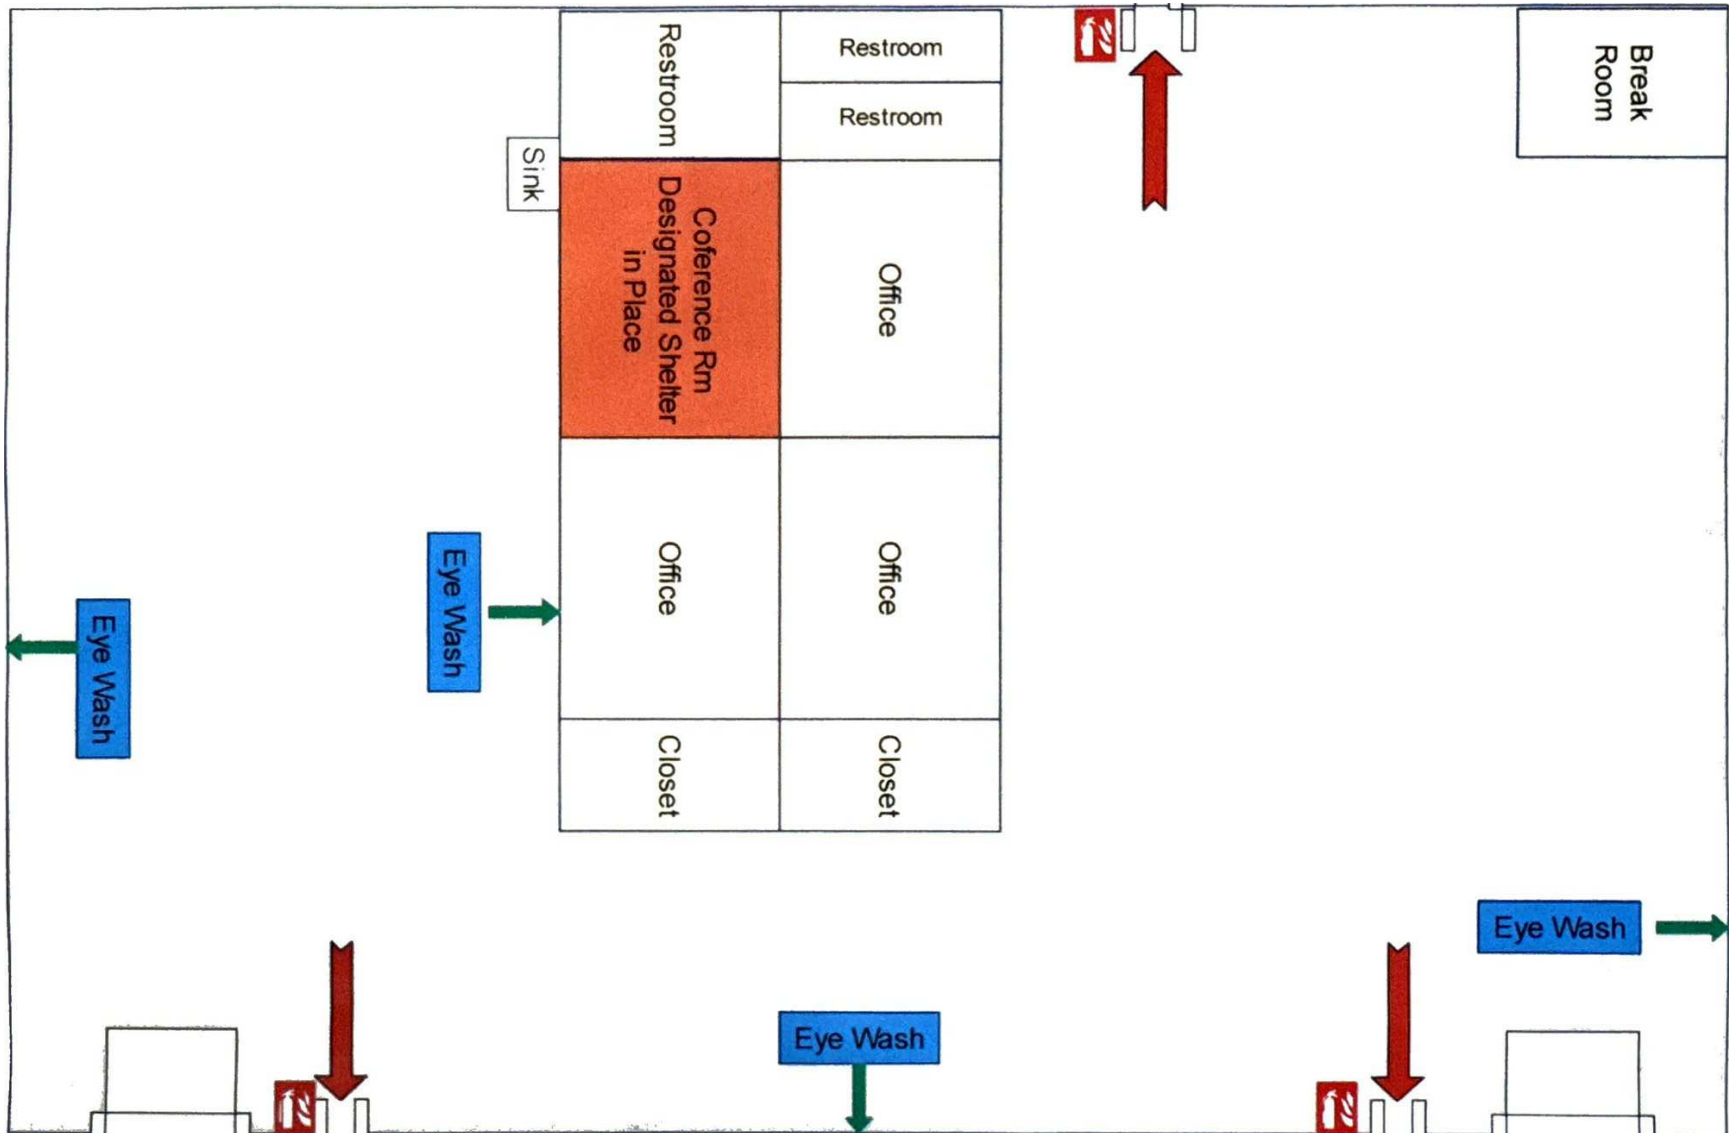 Restroom
Restroom
Restroom
Break
Room
Sink
Coference Rm
Designated Shelter
in Place
Office
Eye Wash
Office
Office
Eye Wash
Closet
Closet
Eye Wash
Eye Wash